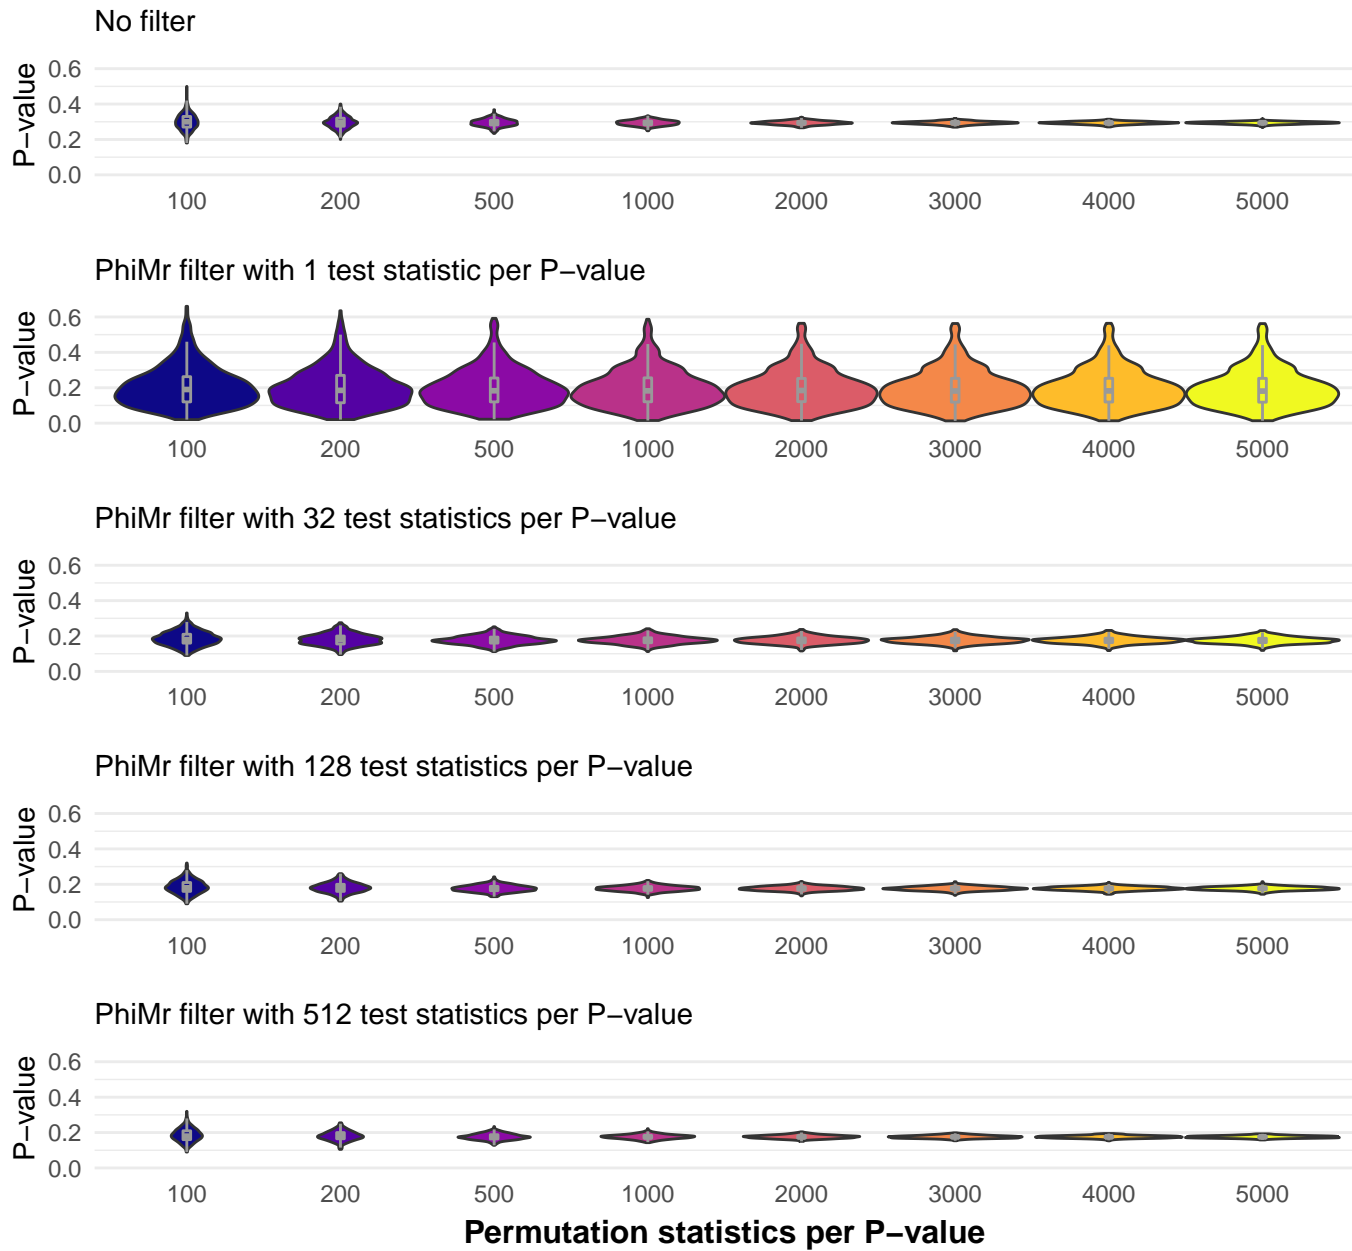 No filter
P−value
0.6
0.4
0.2
0.0
100 200 500 1000 2000 3000 4000 5000
PhiMr filter with 1 test statistic per P−value
P−value
0.6
0.4
0.2
0.0
100 200 500 1000 2000 3000 4000 5000
PhiMr filter with 32 test statistics per P−value
P−value
0.6
0.4
0.2
0.0
100 200 500 1000 2000 3000 4000 5000
PhiMr filter with 128 test statistics per P−value
P−value
0.6
0.4
0.2
0.0
100 200 500 1000 2000 3000 4000 5000
PhiMr filter with 512 test statistics per P−value
P−value
0.6
0.4
0.2
0.0
100 200 500 1000 2000 3000 4000 5000
Permutation statistics per P−value